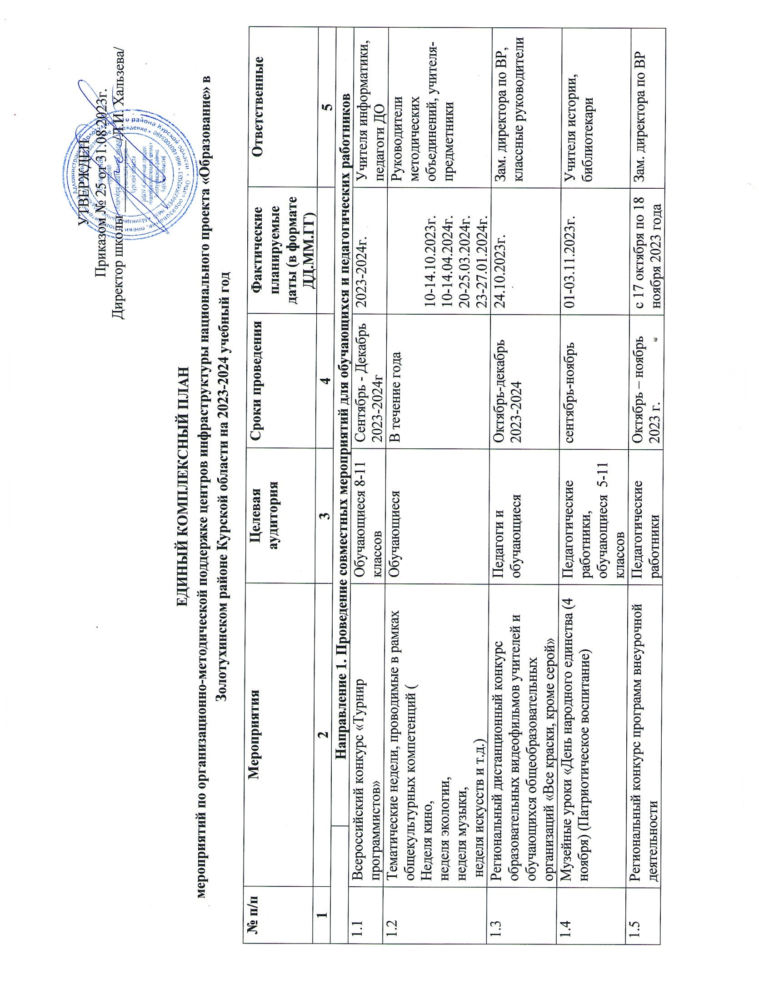 УТВЕРЖДЕН
Приказом № 25 от 31.08.2023г.
Директор школы /Л.И. Хальзева/
ЕДИНЫЙ КОМПЛЕКСНЫЙ ПЛАН
мероприятий по организационно-методической поддержке центров инфраструктуры национального проекта «Образование» в
Золотухинском районе Курской области на 2023-2024 учебный год
№ п/п
Мероприятия
Целевая
аудитория
Сроки проведения
Фактические
планируемые
даты (в формате
ДД.ММ.ГГ)
Ответственные
1
2
3
4
5
Направление 1. Проведение совместных мероприятий для обучающихся и педагогических работников
1.1
Всероссийский конкурс «Турнир
программистов»
Обучающиеся 8-11
классов
Сентябрь - Декабрь
2023-2024г
2023-2024г.
Учителя информатики,
педагоги ДО
1.2
Тематические недели, проводимые в рамках
общекультурных компетенций (
Неделя кино,
неделя экологии,
неделя музыки,
неделя искусств и т.д.)
Обучающиеся
В течение года
10-14.10.2023г.
10-14.04.2024г.
20-25.03.2024г.
23-27.01.2024г.
Руководители
методических
объединений, учителя-
предметники
1.3
Региональный дистанционный конкурс
образовательных видеофильмов учителей и
обучающихся общеобразовательных
организаций «Все краски, кроме серой»
Педагоги и
обучающиеся
Октябрь-декабрь
2023-2024
24.10.2023г.
Зам. директора по ВР,
классные руководители
1.4
Музейные уроки «День народного единства (4
ноября) (Патриотическое воспитание)
Педагогические
работники,
обучающиеся 5-11
классов
сентябрь-ноябрь
01-03.11.2023г.
Учителя истории,
библиотекари
1.5
Региональный конкурс программ внеурочной
деятельности
Педагогические
работники
Октябрь – ноябрь
2023 г.
с 17 октября по 18
ноября 2023 года
Зам. директора по ВР